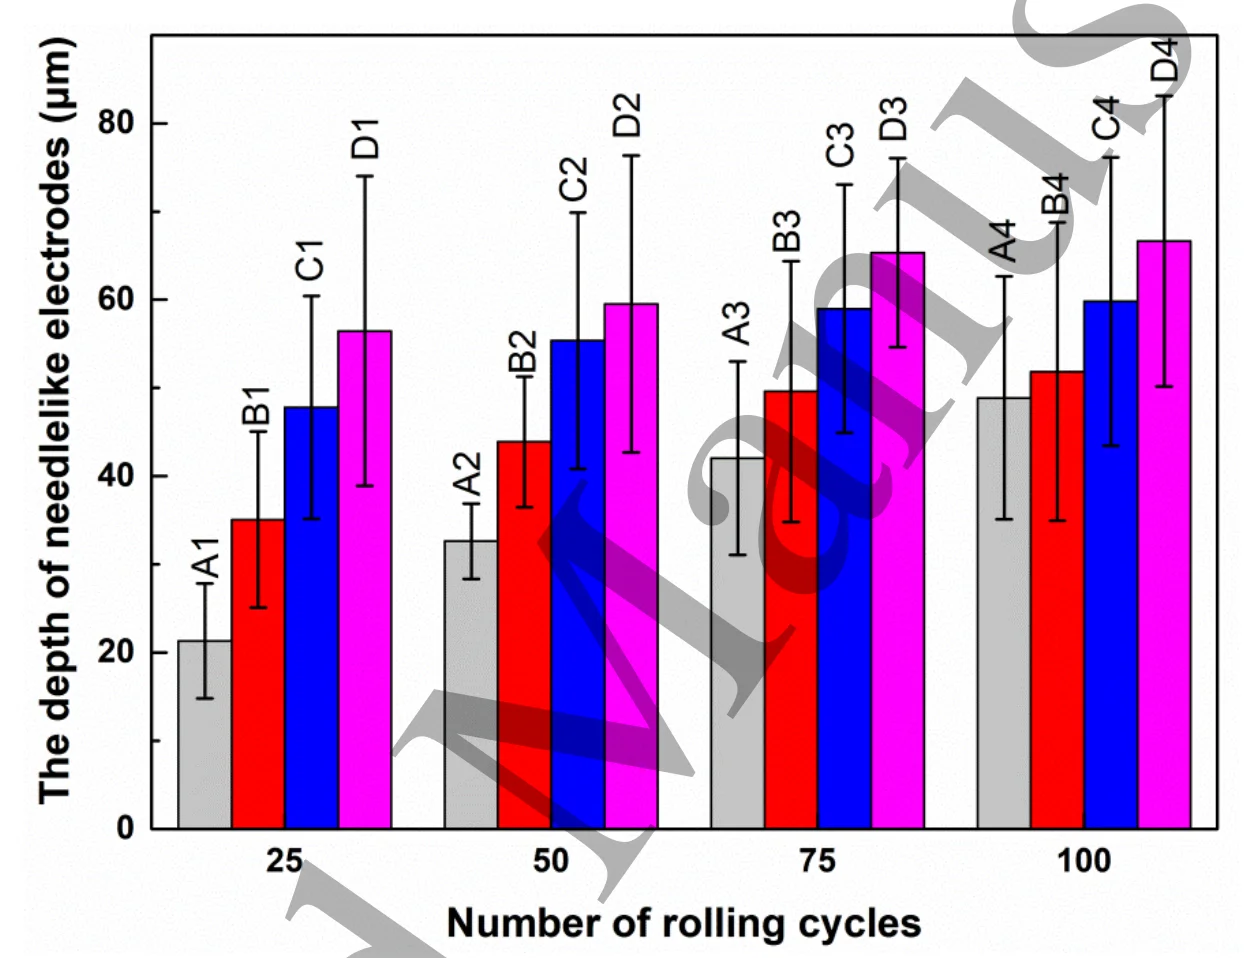 The depth of needlelike electrodes (μm)
80
60
40
20
0
A1
B1
C1
D1
A2
B2
C2
D2
A3
B3
C3
D3
A4
B4
C4
D4
25
50
75
100
Number of rolling cycles
d Manus